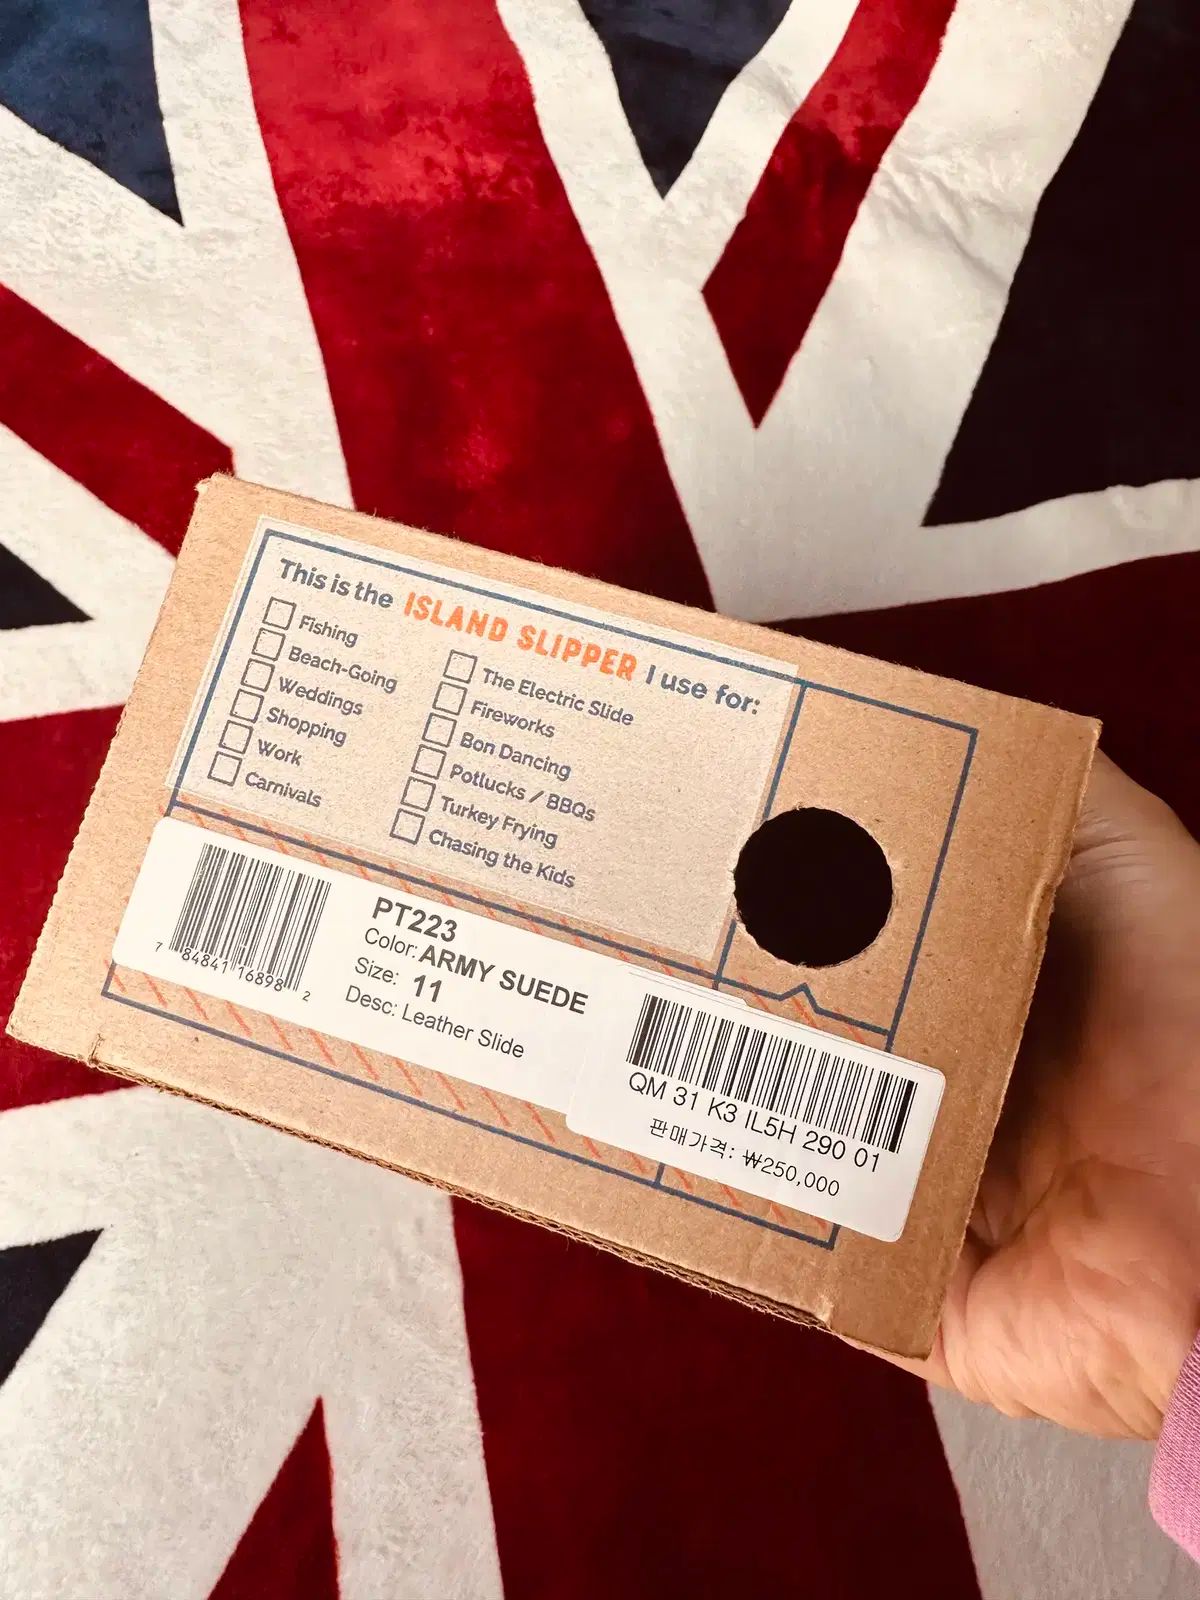 This is the ISLAND SLIPPER I use for:
Fishing
Beach-Going
Weddings
Shopping
Work
Carnivals
The Electric Slide
Fireworks
Bon Dancing
Potlucks / BBQs
Turkey Frying
Chasing the Kids
7 84841 16898 2
PT223
Color: ARMY SUEDE
Size: 11
Desc: Leather Slide
QM 31 K3 IL5H 290 01
판매가격: ₩250,000